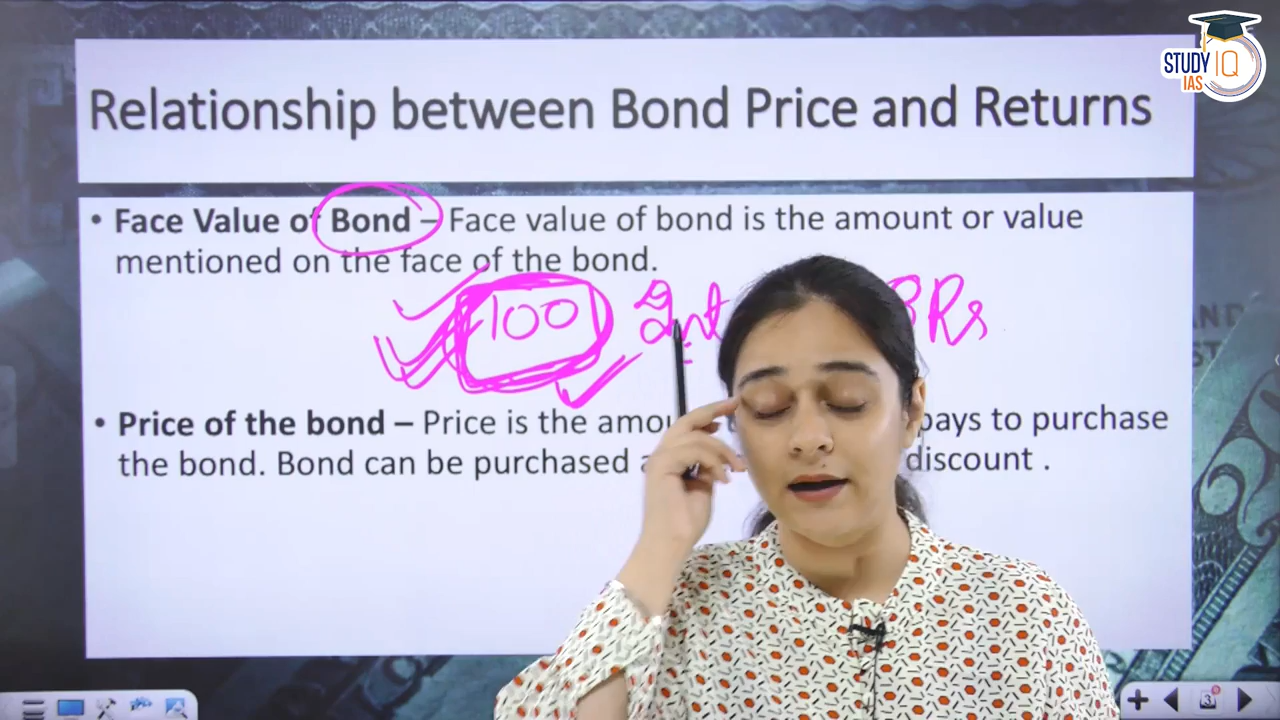 STUDY IQ
IAS
Relationship between Bond Price and Returns
• Face Value of Bond – Face value of bond is the amount or value
mentioned on the face of the bond.
100 Int Rs
• Price of the bond – Price is the amou pays to purchase
the bond. Bond can be purchased a discount .
3